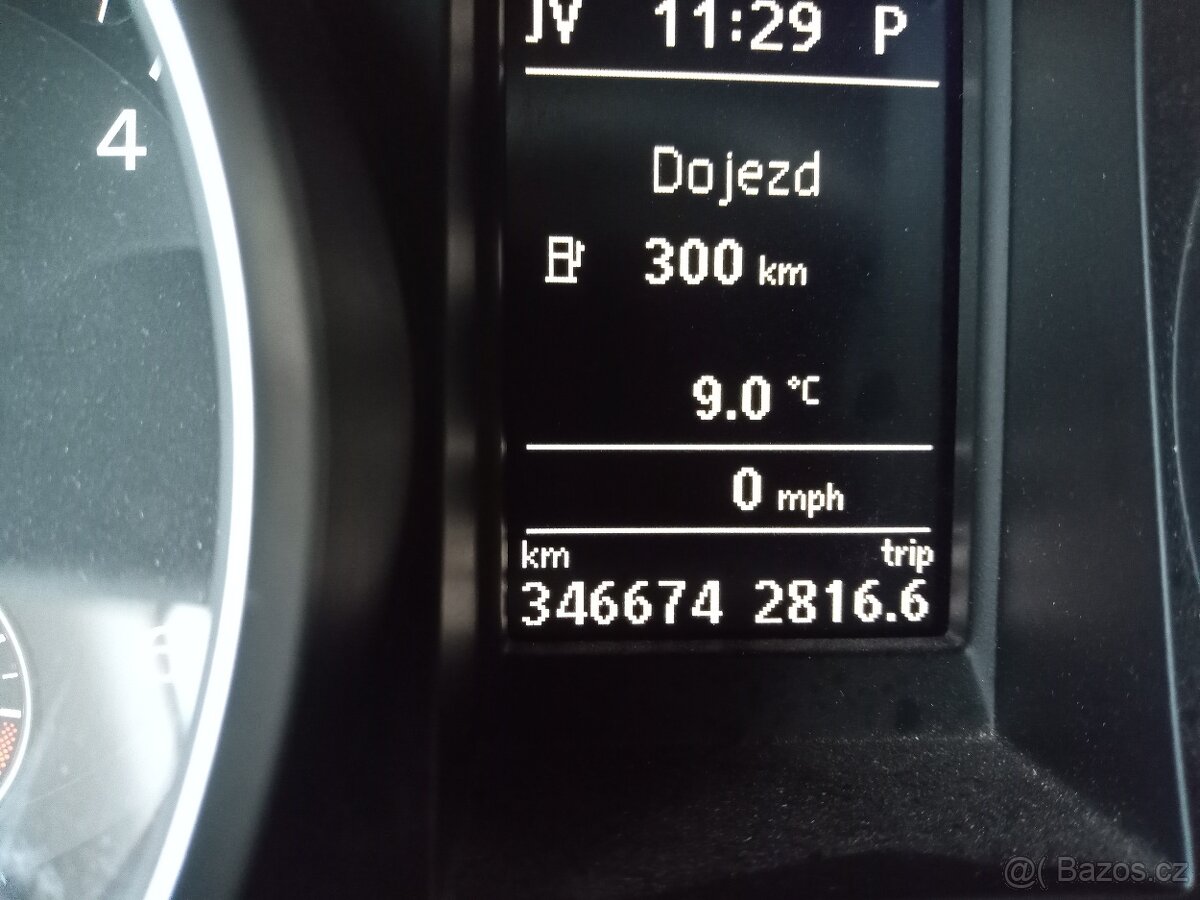 JV 11:29 P
4
Dojezd
300 km
9.0 °C
0 mph
km trip
346674 2816.6
@( Bazos.cz